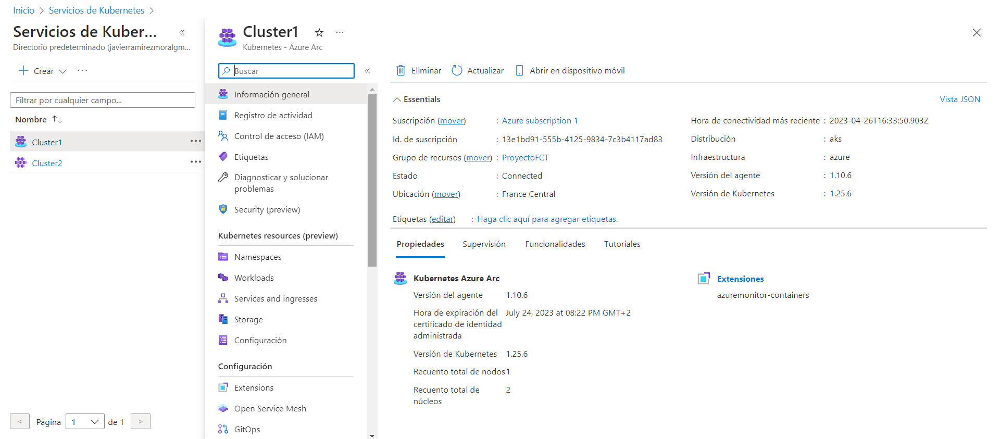 Inicio > Servicios de Kubernetes >
Servicios de Kuber... «
Directorio predeterminado (javierramirezmoralgm...
+ Crear ...
Filtrar por cualquier campo...
Nombre ↑↓
Cluster1 ...
Cluster2 ...
< Página 1 de 1 >
Cluster1 ☆ ...
Kubernetes - Azure Arc
Buscar «
Información general
Registro de actividad
Control de acceso (IAM)
Etiquetas
Diagnosticar y solucionar
problemas
Security (preview)
Kubernetes resources (preview)
Namespaces
Workloads
Services and ingresses
Storage
Configuración
Configuración
Extensions
Open Service Mesh
GitOps
Eliminar Actualizar Abrir en dispositivo móvil
Essentials Vista JSON
Suscripción (mover) : Azure subscription 1
Id. de suscripción : 13e1bd91-555b-4125-9834-7c3b4117ad83
Grupo de recursos (mover) : ProyectoFCT
Estado : Connected
Ubicación (mover) : France Central
Hora de conectividad más reciente : 2023-04-26T16:33:50.903Z
Distribución : aks
Infraestructura : azure
Versión del agente : 1.10.6
Versión de Kubernetes : 1.25.6
Etiquetas (editar) : Haga clic aquí para agregar etiquetas.
Propiedades Supervisión Funcionalidades Tutoriales
Kubernetes Azure Arc
Versión del agente 1.10.6
Hora de expiración del July 24, 2023 at 08:22 PM GMT+2
certificado de identidad
administrada
Versión de Kubernetes 1.25.6
Recuento total de nodos 1
Recuento total de 2
núcleos
Extensiones
azuremonitor-containers